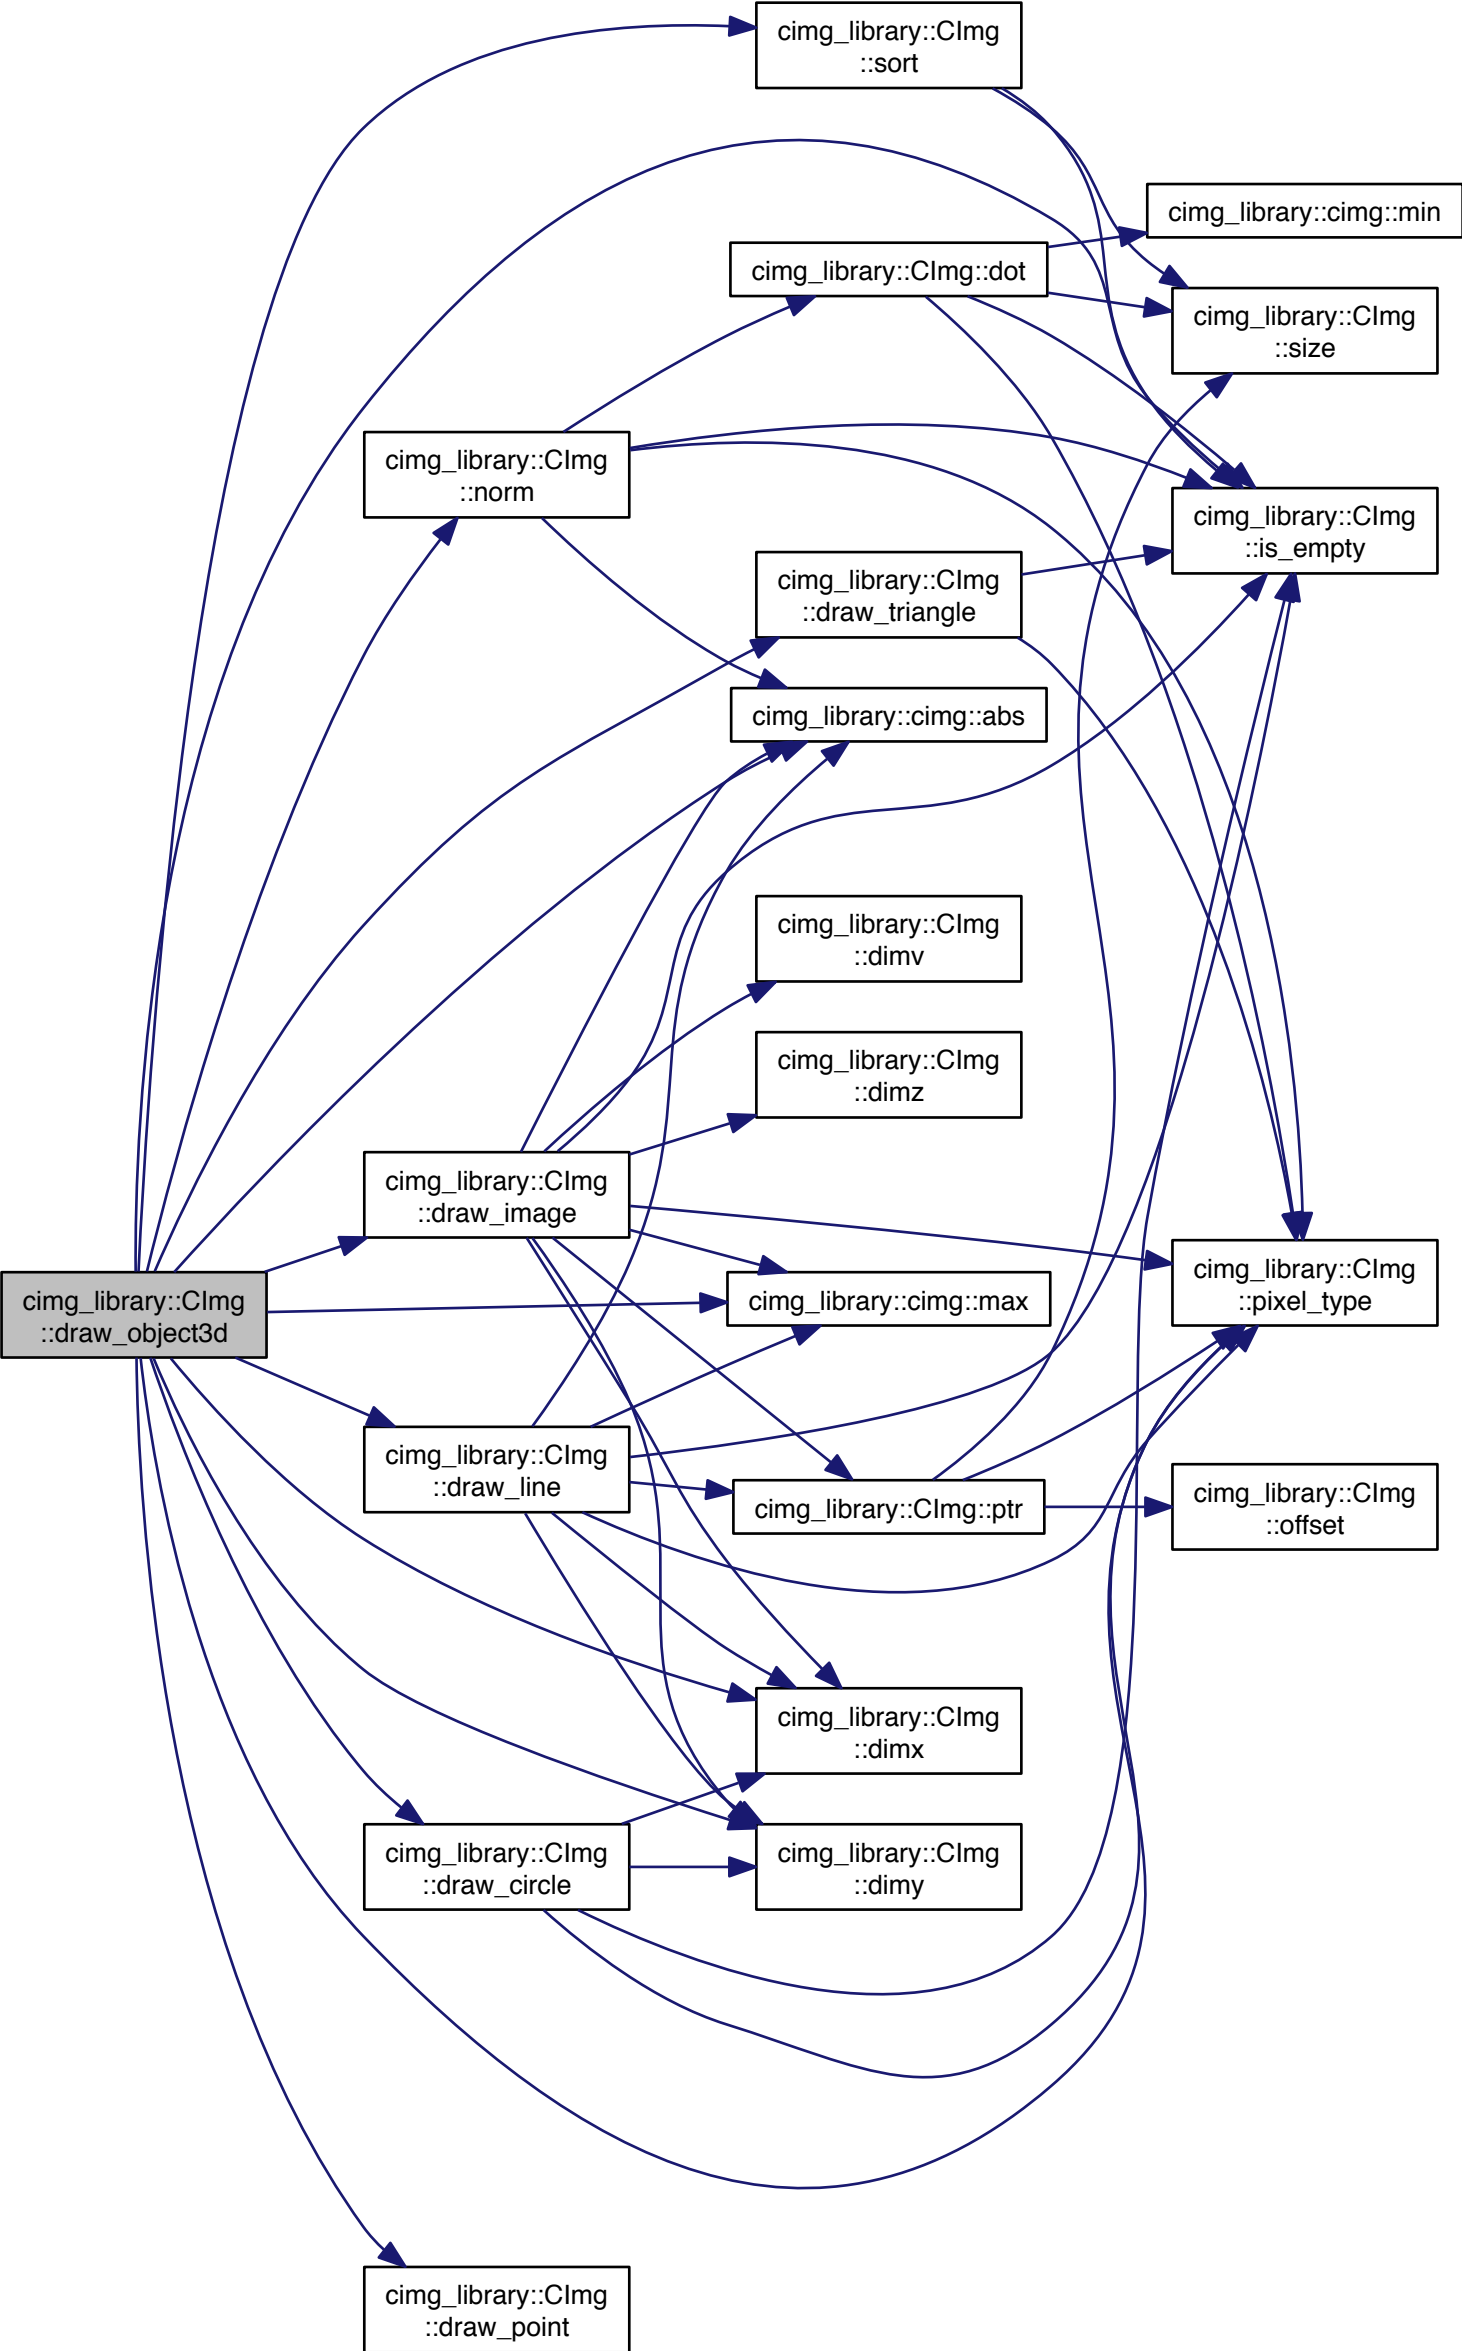 cimg_library::CImg
::sort
cimg_library::cimg::min
cimg_library::CImg::dot
cimg_library::CImg
::size
cimg_library::CImg
::norm
cimg_library::CImg
::is_empty
cimg_library::CImg
::draw_triangle
cimg_library::cimg::abs
cimg_library::CImg
::dimv
cimg_library::CImg
::dimz
cimg_library::CImg
::draw_image
cimg_library::CImg
::pixel_type
cimg_library::CImg
::draw_object3d
cimg_library::cimg::max
cimg_library::CImg
::draw_line
cimg_library::CImg::ptr
cimg_library::CImg
::offset
cimg_library::CImg
::dimx
cimg_library::CImg
::draw_circle
cimg_library::CImg
::dimy
cimg_library::CImg
::draw_point